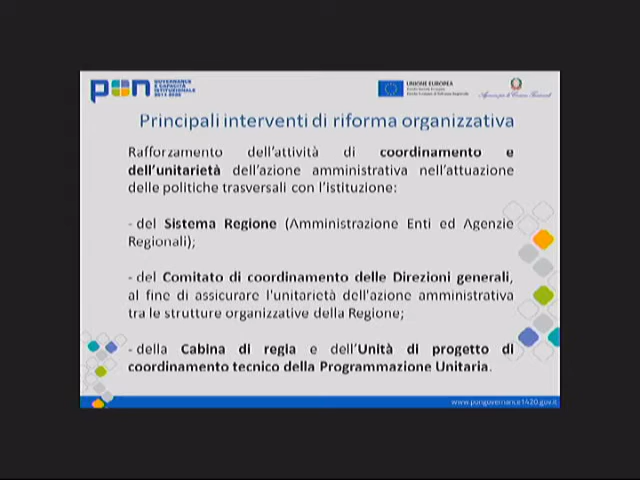 pon GOVERNANCE
E CAPACITÀ
ISTITUZIONALE
2014-2020
UNIONE EUROPEA
Principali interventi di riforma organizzativa
Rafforzamento dell'attività di coordinamento e
dell'unitarietà dell'azione amministrativa nell'attuazione
delle politiche trasversali con l'istituzione:
- del Sistema Regione (Amministrazione Enti ed Agenzie
Regionali);
- del Comitato di coordinamento delle Direzioni generali,
al fine di assicurare l'unitarietà dell'azione amministrativa
tra le strutture organizzative della Regione;
- della Cabina di regia e dell'Unità di progetto di
coordinamento tecnico della Programmazione Unitaria.
www.pongovernance1420.gov.it